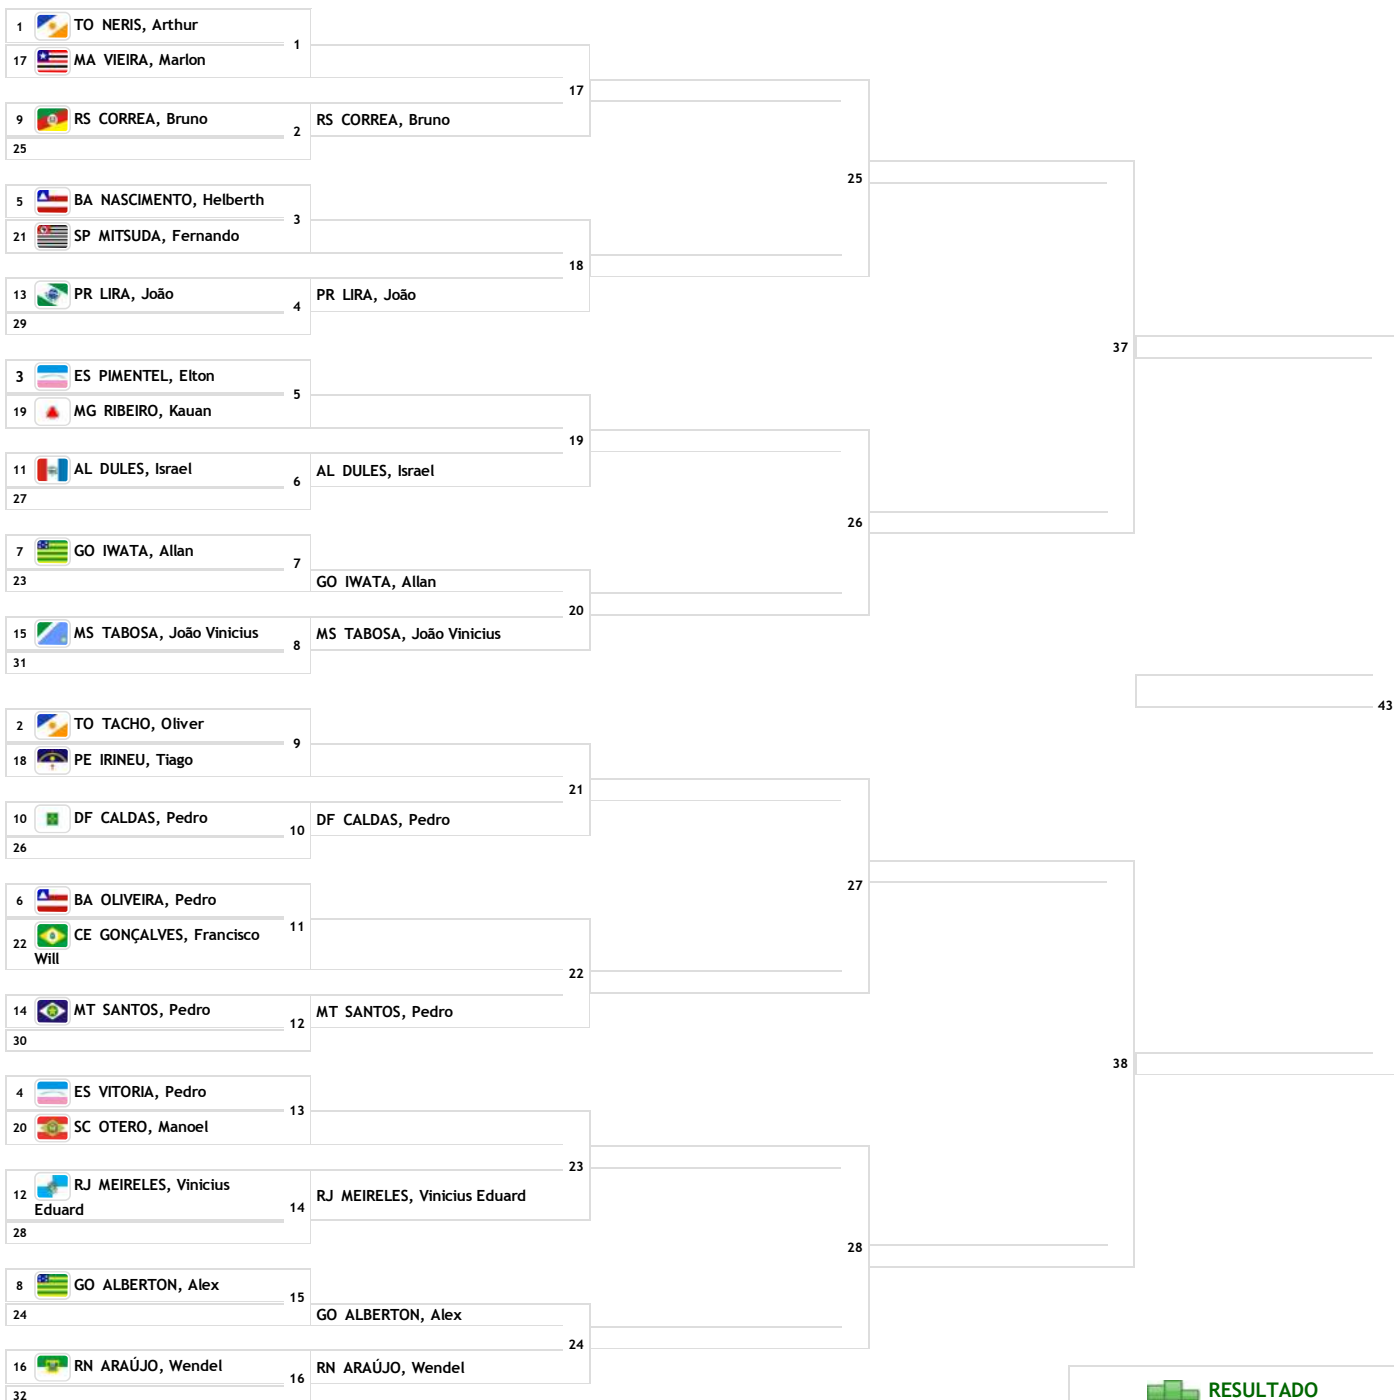 1 TO NERIS, Arthur
1
17 MA VIEIRA, Marlon
17
9 RS CORREA, Bruno
2
RS CORREA, Bruno
25
25
5 BA NASCIMENTO, Helberth
3
21 SP MITSUDA, Fernando
18
13 PR LIRA, João
4
PR LIRA, João
29
37
3 ES PIMENTEL, Elton
5
19 MG RIBEIRO, Kauan
19
11 AL DULES, Israel
6
AL DULES, Israel
27
26
7 GO IWATA, Allan
7
23
GO IWATA, Allan
20
15 MS TABOSA, João Vinicius
8
MS TABOSA, João Vinicius
31
43
2 TO TACHO, Oliver
9
18 PE IRINEU, Tiago
21
10 DF CALDAS, Pedro
10
DF CALDAS, Pedro
26
27
6 BA OLIVEIRA, Pedro
11
22 CE GONÇALVES, Francisco
Will
22
14 MT SANTOS, Pedro
12
MT SANTOS, Pedro
30
38
4 ES VITORIA, Pedro
13
20 SC OTERO, Manoel
23
12 RJ MEIRELES, Vinicius
Eduard
14
RJ MEIRELES, Vinicius Eduard
28
28
8 GO ALBERTON, Alex
15
24
GO ALBERTON, Alex
24
16 RN ARAÚJO, Wendel
16
RN ARAÚJO, Wendel
32
RESULTADO